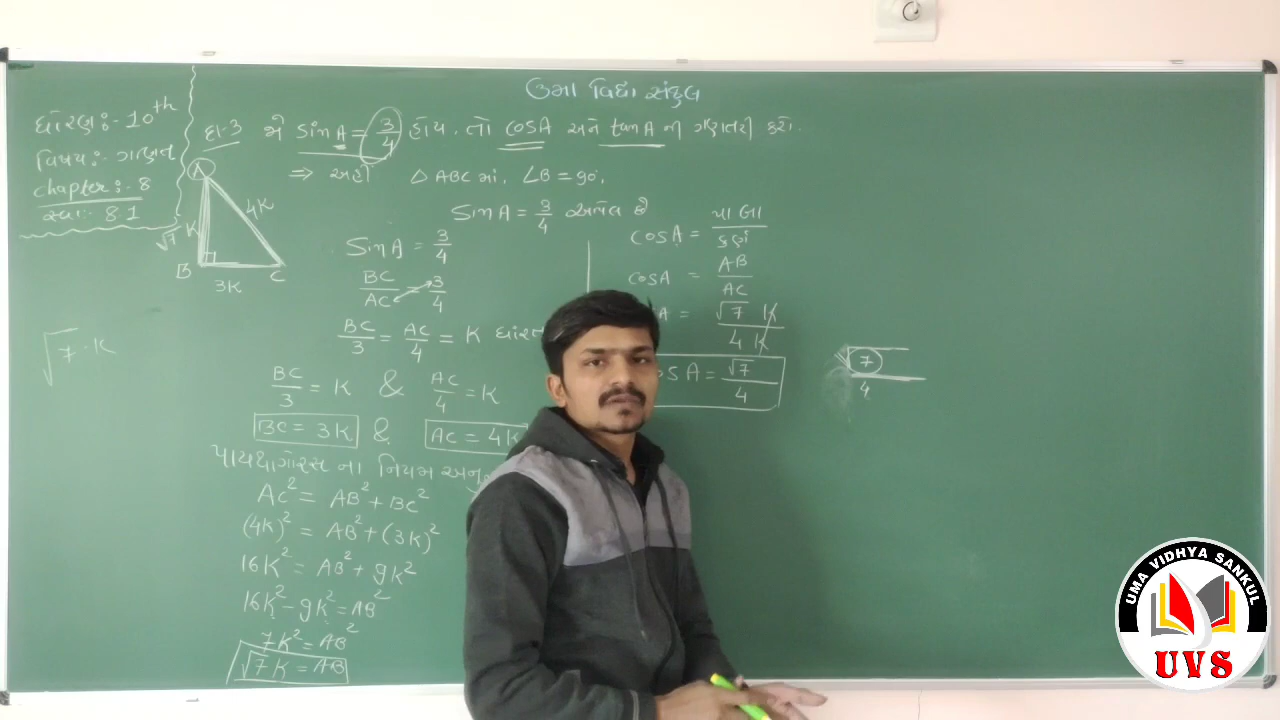 ઉમા વિદ્યા સંકુલ
ધોરણ :- 10th
વિષય :- ગણિત
chapter :- 8
સ્વા :- 8.1
દા-3 જો sin A = 3/4 હોય, તો cos A અને tan A ની ગણતરી કરો.
⇒ અહીં △ ABC માં, ∠B = 90°,
sin A = 3/4 આપેલ છે
A
4K
√7 K
B
C
3K
√7·K
sin A = 3/4
BC/AC = 3/4
BC/3 = AC/4 = K ધારતા
BC/3 = K & AC/4 = K
BC = 3K & AC = 4K
પાયથાગોરસ ના નિયમ
AC² = AB² + BC²
(4K)² = AB² + (3K)²
16K² = AB² + 9K²
16K² - 9K² = AB²
7K² = AB²
√7 K = AB
cos A = પા બા/કર્ણ
cos A = AB/AC
A = √7 K/4 K
os A = √7/4
√7/4
UMA VIDHYA SANKUL
UVS